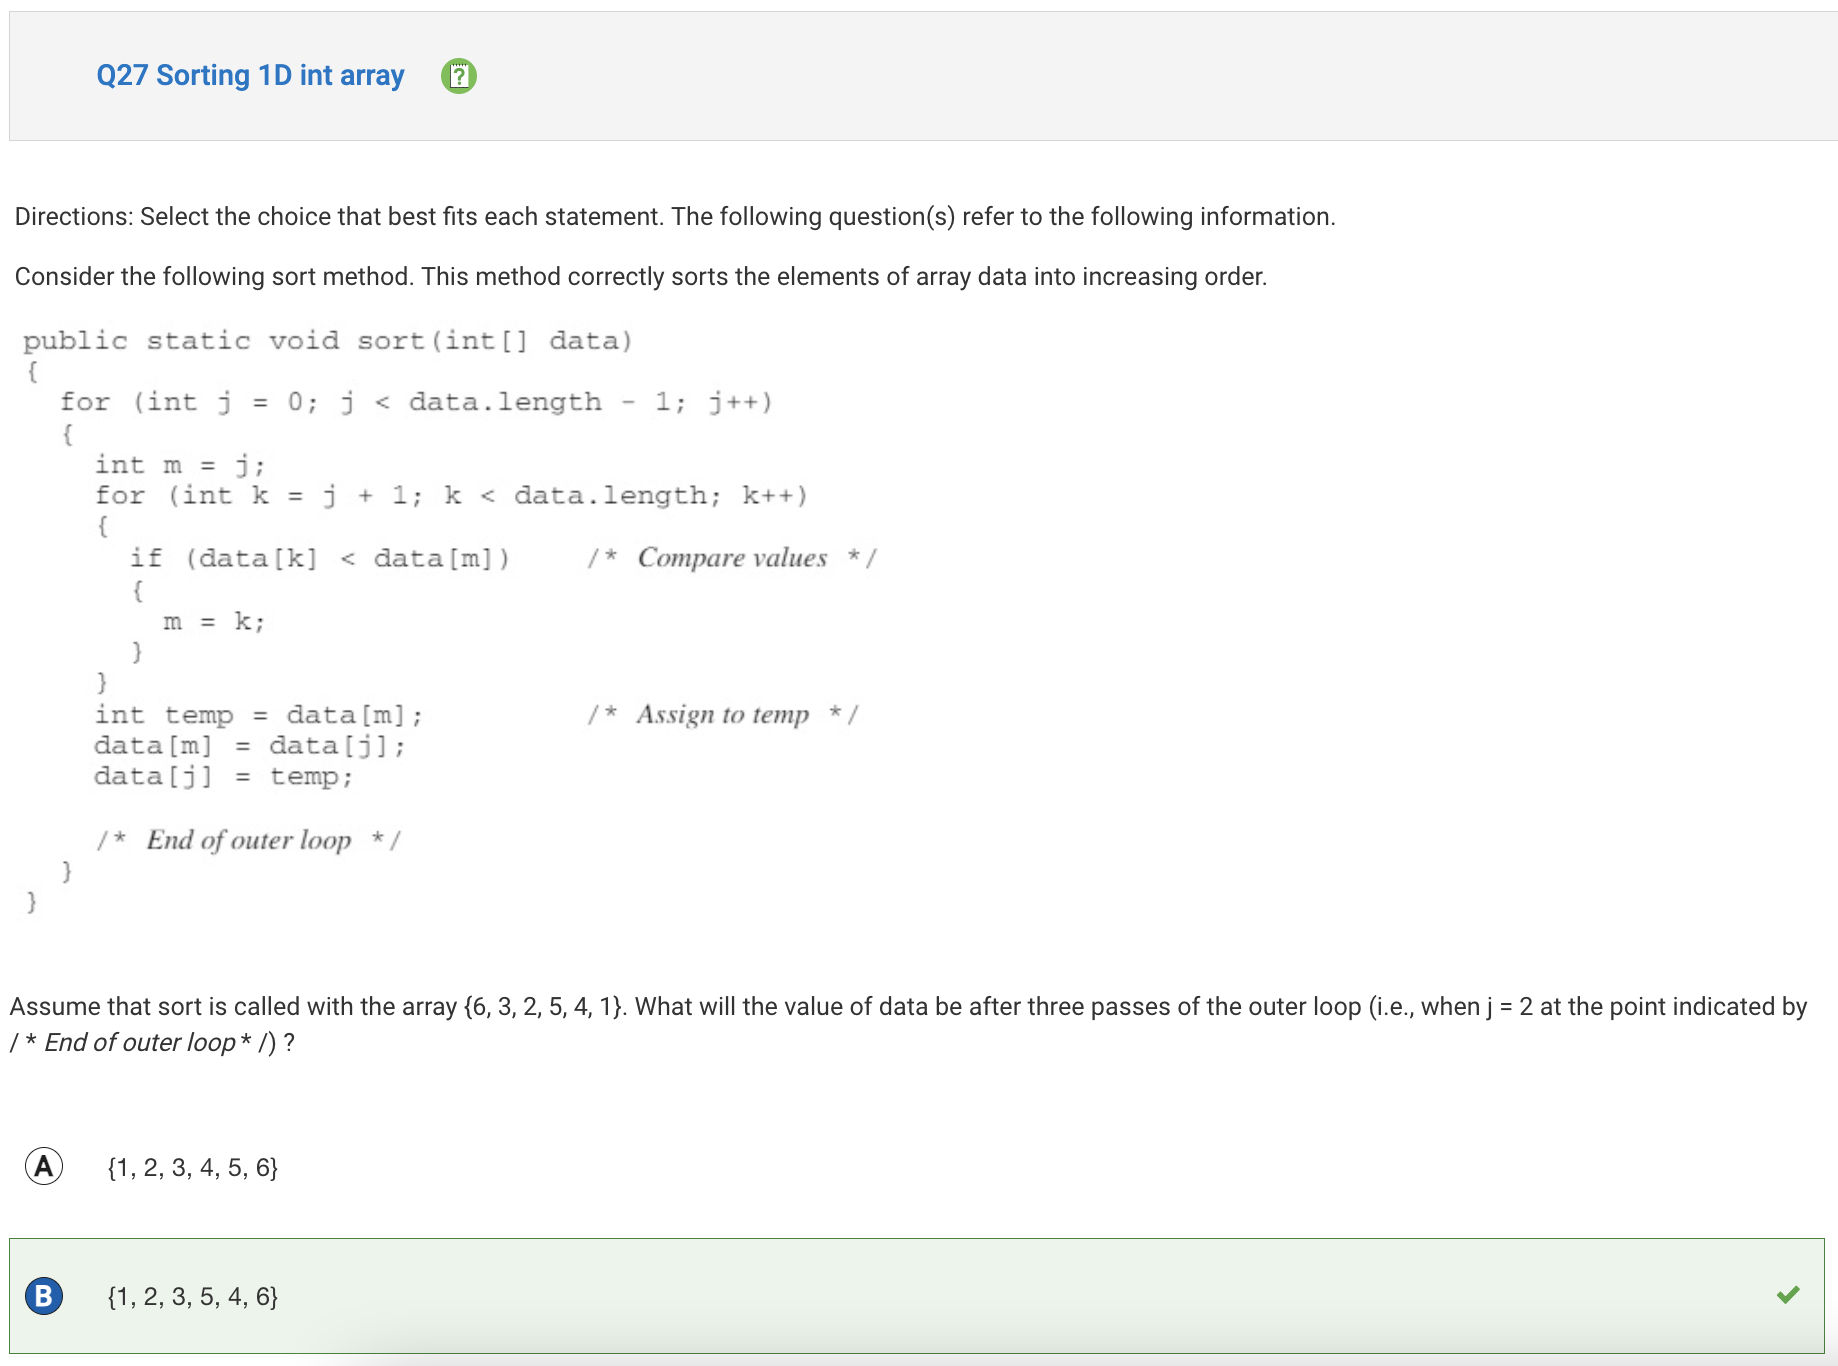 Q27 Sorting 1D int array
Directions: Select the choice that best fits each statement. The following question(s) refer to the following information.
Consider the following sort method. This method correctly sorts the elements of array data into increasing order.
public static void sort(int[] data)
{
for (int j = 0; j < data.length - 1; j++)
{
int m = j;
for (int k = j + 1; k < data.length; k++)
{
if (data[k] < data[m]) /* Compare values */
{
m = k;
}
}
int temp = data[m]; /* Assign to temp */
data[m] = data[j];
data[j] = temp;
/* End of outer loop */
}
}
Assume that sort is called with the array {6, 3, 2, 5, 4, 1}. What will the value of data be after three passes of the outer loop (i.e., when j = 2 at the point indicated by
/ * End of outer loop * /) ?
A {1, 2, 3, 4, 5, 6}
B {1, 2, 3, 5, 4, 6}